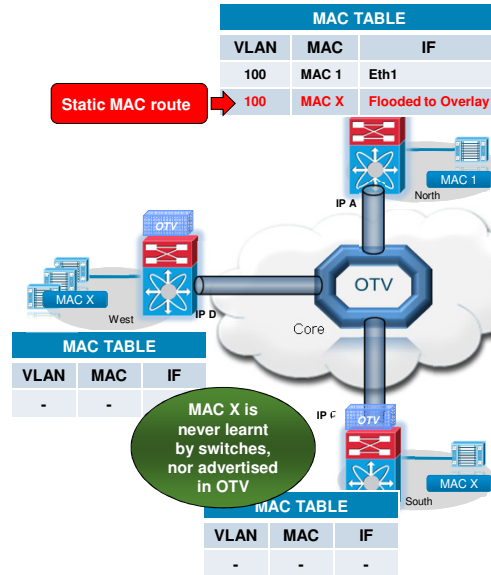 MAC TABLE
VLAN MAC IF
100 MAC 1 Eth1
Static MAC route
100 MAC X Flooded to Overlay
MAC 1
North
IP A
OTV
OTV
MAC X
West
IP D
Core
MAC TABLE
VLAN MAC IF
- -
MAC X is
never learnt
by switches,
nor advertised
in OTV
IP
OTV
MAC X
South
MAC TABLE
VLAN MAC IF
- - -